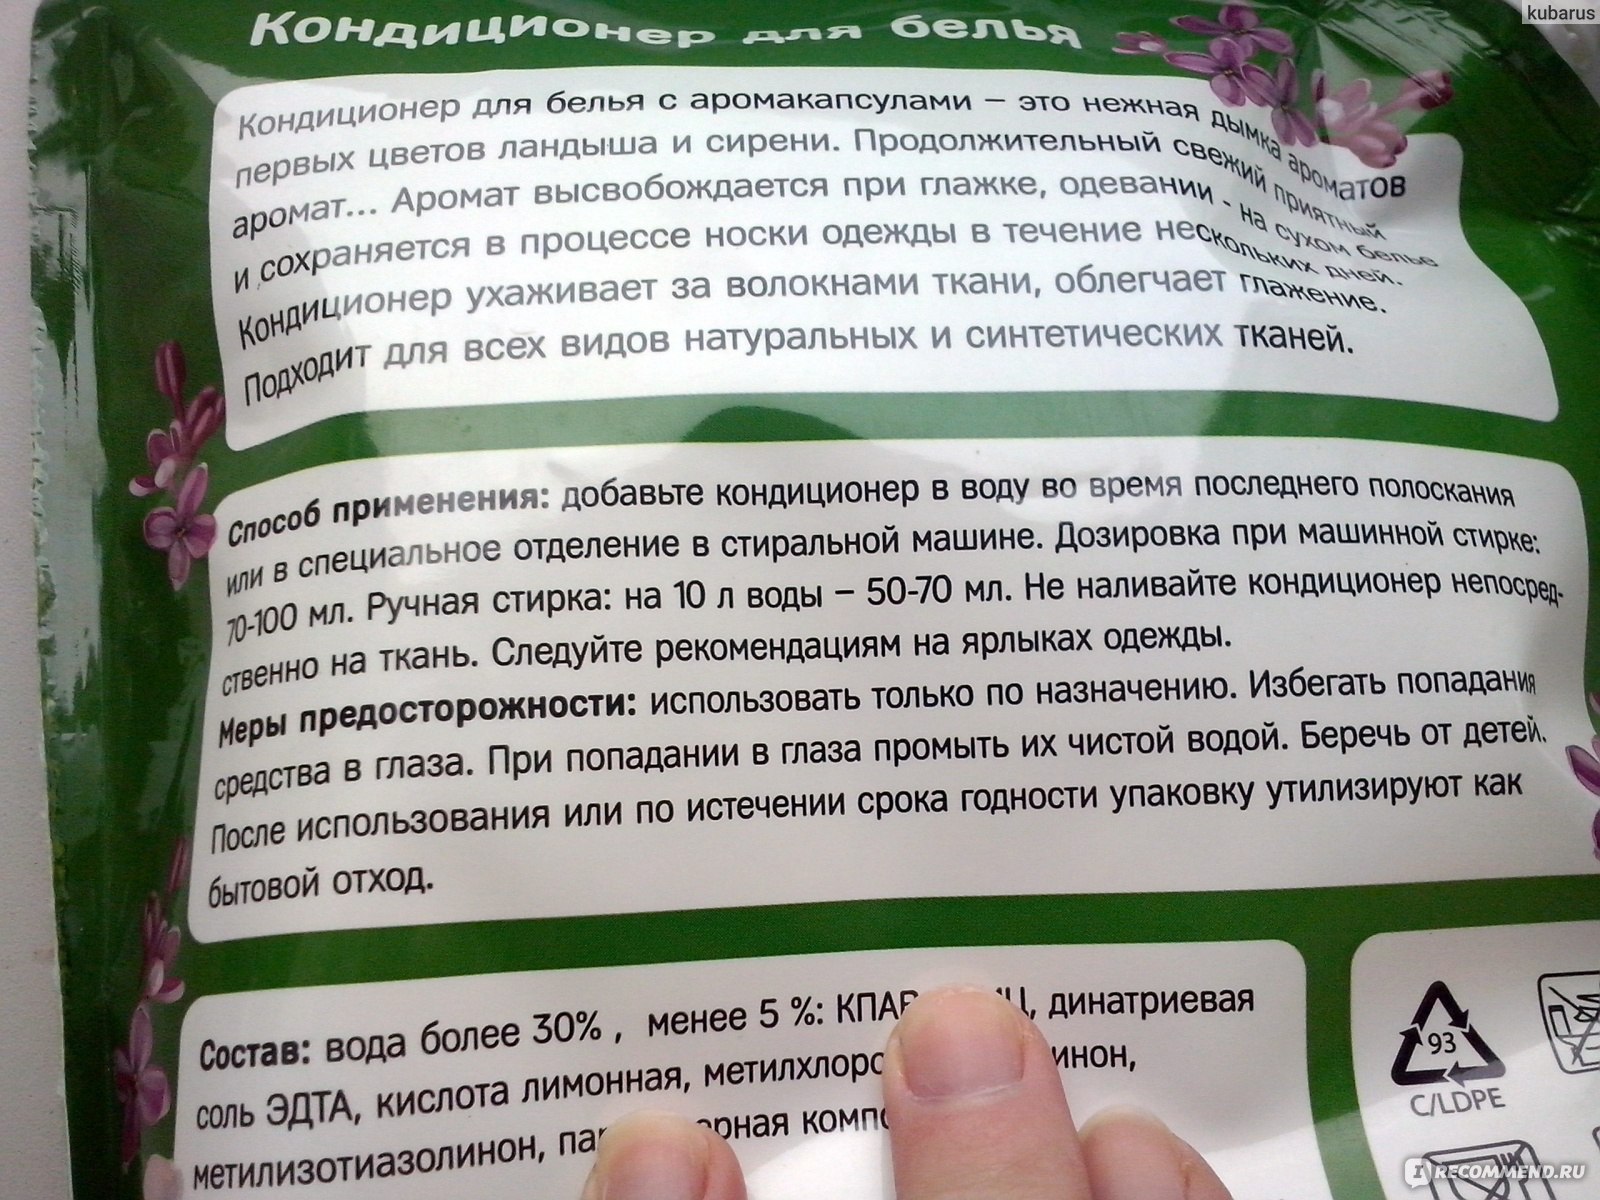 kubarus
Кондиционер для белья
Кондиционер для белья с аромакапсулами – это нежная дымка ароматов
первых цветов ландыша и сирени. Продолжительный свежий приятный
аромат... Аромат высвобождается при глажке, одевании - на сухом белье
и сохраняется в процессе носки одежды в течение нескольких дней.
Кондиционер ухаживает за волокнами ткани, облегчает глажение.
Подходит для всех видов натуральных и синтетических тканей.
Способ применения: добавьте кондиционер в воду во время последнего полоскания
или в специальное отделение в стиральной машине. Дозировка при машинной стирке:
70-100 мл. Ручная стирка: на 10 л воды – 50-70 мл. Не наливайте кондиционер непосред-
ственно на ткань. Следуйте рекомендациям на ярлыках одежды.
Меры предосторожности: использовать только по назначению. Избегать попадания
средства в глаза. При попадании в глаза промыть их чистой водой. Беречь от детей.
После использования или по истечении срока годности упаковку утилизируют как
бытовой отход.
Состав: вода более 30% , менее 5 %: КПАВ, динатриевая
соль ЭДТА, кислота лимонная,
метилизотиазолинон,
93
C/LDPE
IRECOMMEND.RU